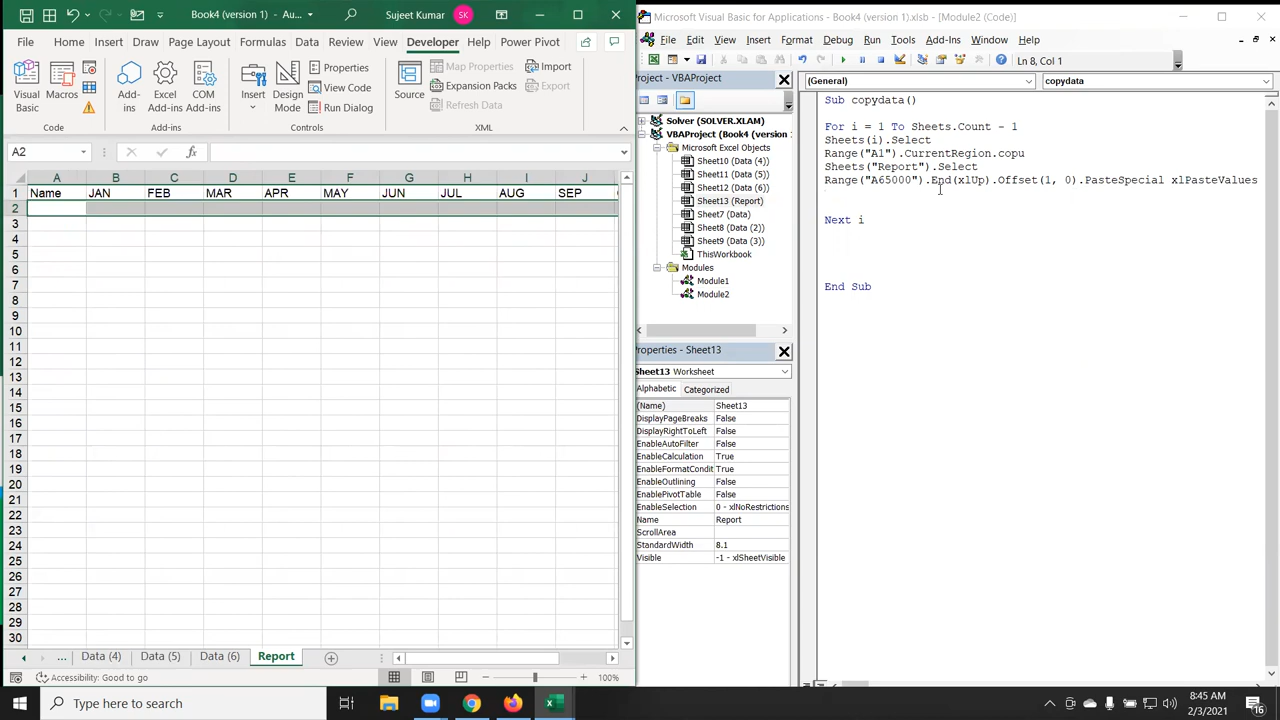 Book4 (version 1)...
Sujeet Kumar
SK
File
Home
Insert
Draw
Page L
Formula
Data
Review
View
Developer
Help
Power Pivot
Visual Basic
Macros
Add-ins
Excel Add-ins
COM Add-ins
Insert
Design Mode
Properties
View Code
Run Dialog
Source
Map Properties
Expansion Packs
Refresh Data
Import
Export
Code
Add-ins
Controls
XML
A2
fx
A B C D E F G H I J
Name JAN FEB MAR APR MAY JUN JUL AUG SEP
2
3
4
5
6
7
8
9
10
11
12
13
14
15
16
17
18
19
20
21
22
23
24
25
26
27
28
29
30
... Data (4) Data (5) Data (6) Report
Accessibility: Good to go
100%
Microsoft Visual Basic for Applications - Book4 (version 1).xlsb - [Module2 (Code)]
File Edit View Insert Format Debug Run Tools Add-Ins Window Help
Ln 8, Col 1
Project - VBAProject
Solver (SOLVER.XLAM)
VBAProject (Book4 (version
Microsoft Excel Objects
Sheet10 (Data (4))
Sheet11 (Data (5))
Sheet12 (Data (6))
Sheet13 (Report)
Sheet7 (Data)
Sheet8 (Data (2))
Sheet9 (Data (3))
ThisWorkbook
Modules
Module1
Module2
Properties - Sheet13
Sheet13 Worksheet
Alphabetic Categorized
(Name) Sheet13
DisplayPageBreaks False
DisplayRightToLeft False
EnableAutoFilter False
EnableCalculation True
EnableFormatCondit True
EnableOutlining False
EnablePivotTable False
EnableSelection 0 - xlNoRestrictions
Name Report
ScrollArea
StandardWidth 8.1
Visible -1 - xlSheetVisible
(General)
copydata
Sub copydata()
For i = 1 To Sheets.Count - 1
Sheets(i).Select
Range("A1").CurrentRegion.copu
Sheets("Report").Select
Range("A65000").End(xlUp).Offset(1, 0).PasteSpecial xlPasteValues
Next i
End Sub
Type here to search
8:45 AM
2/3/2021
16